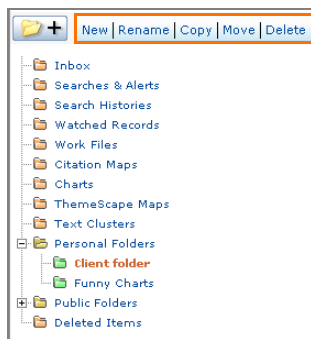 New | Rename | Copy | Move | Delete
Inbox
Searches & Alerts
Search Histories
Watched Records
Work Files
Citation Maps
Charts
ThemeScape Maps
Text Clusters
Personal Folders
Client folder
Funny Charts
Public Folders
Deleted Items